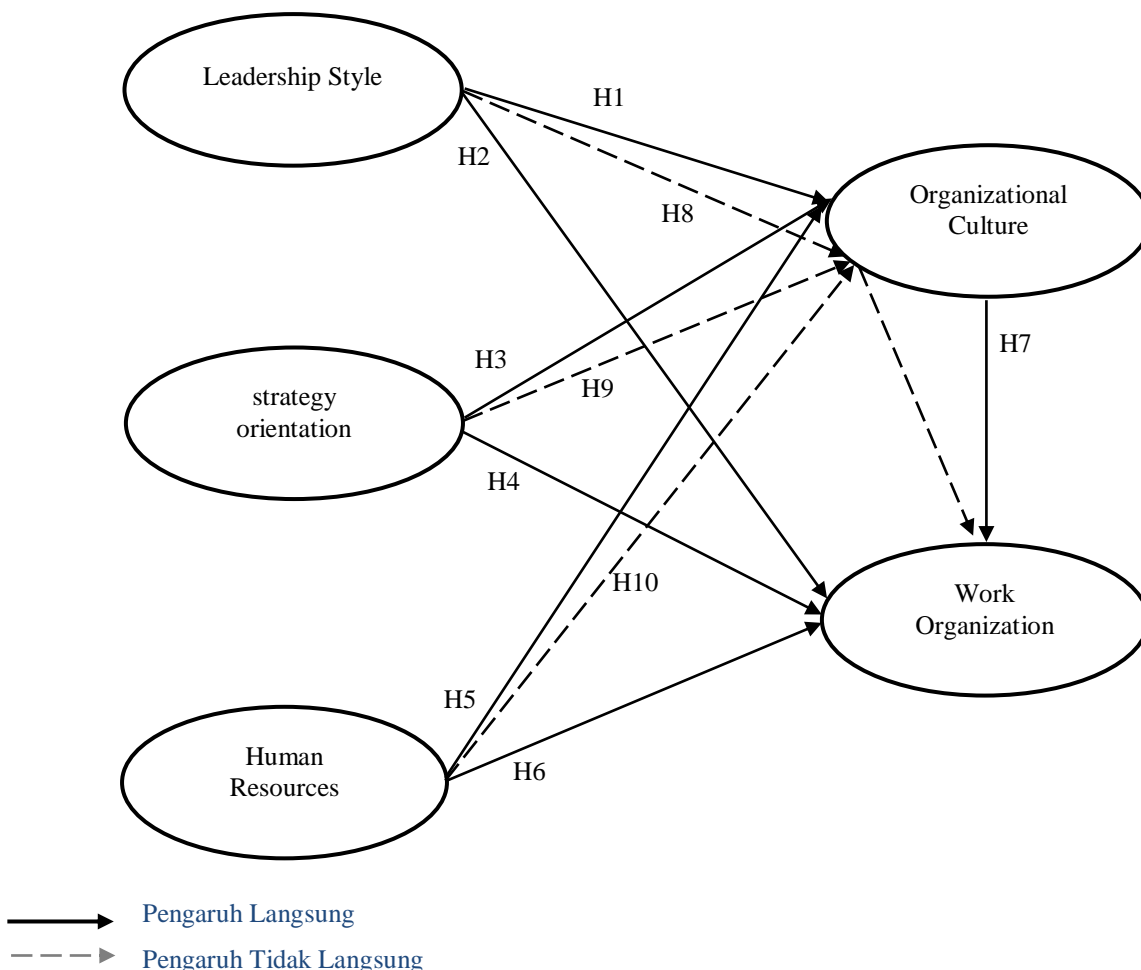 Leadership Style
H1
H2
H8
Organizational
Culture
H3
H9
H7
strategy
orientation
H4
H10
Work
Organization
H5
Human
Resources
H6
Pengaruh Langsung
Pengaruh Tidak Langsung